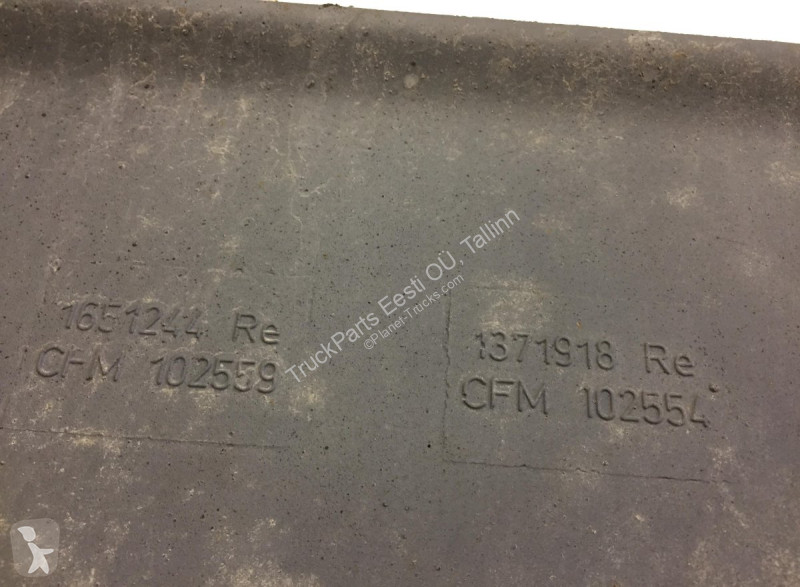 1651244 Re
CFM 102559
1371918 Re
CFM 102554
TruckParts Eesti OÜ, Tallinn
©Planet-Trucks.com